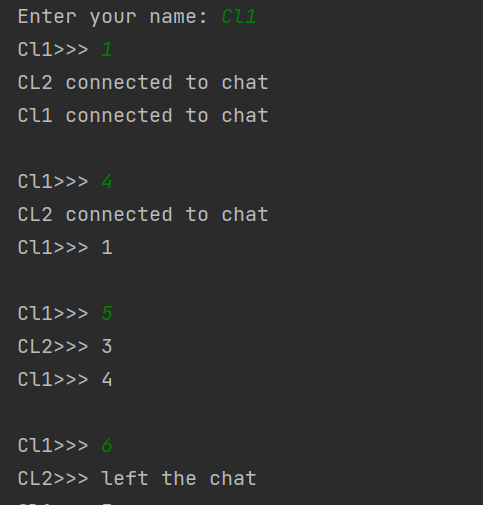 Enter your name: Cl1
Cl1>>> 1
CL2 connected to chat
Cl1 connected to chat
Cl1>>> 4
CL2 connected to chat
Cl1>>> 1
Cl1>>> 5
CL2>>> 3
Cl1>>> 4
Cl1>>> 6
CL2>>> left the chat